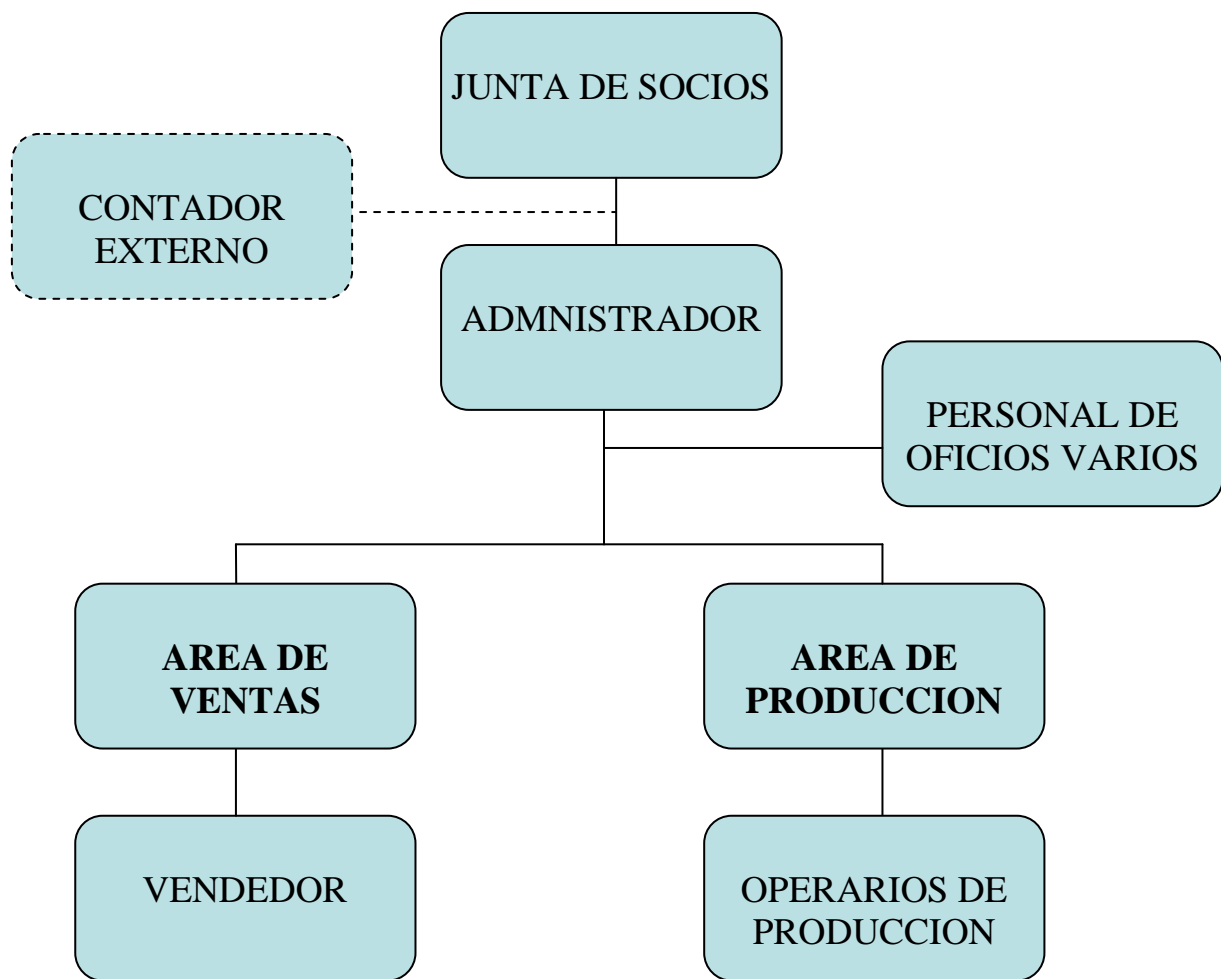 JUNTA DE SOCIOS
CONTADOR
EXTERNO
ADMNISTRADOR
PERSONAL DE
OFICIOS VARIOS
AREA DE
VENTAS
AREA DE
PRODUCCION
VENDEDOR
OPERARIOS DE
PRODUCCION